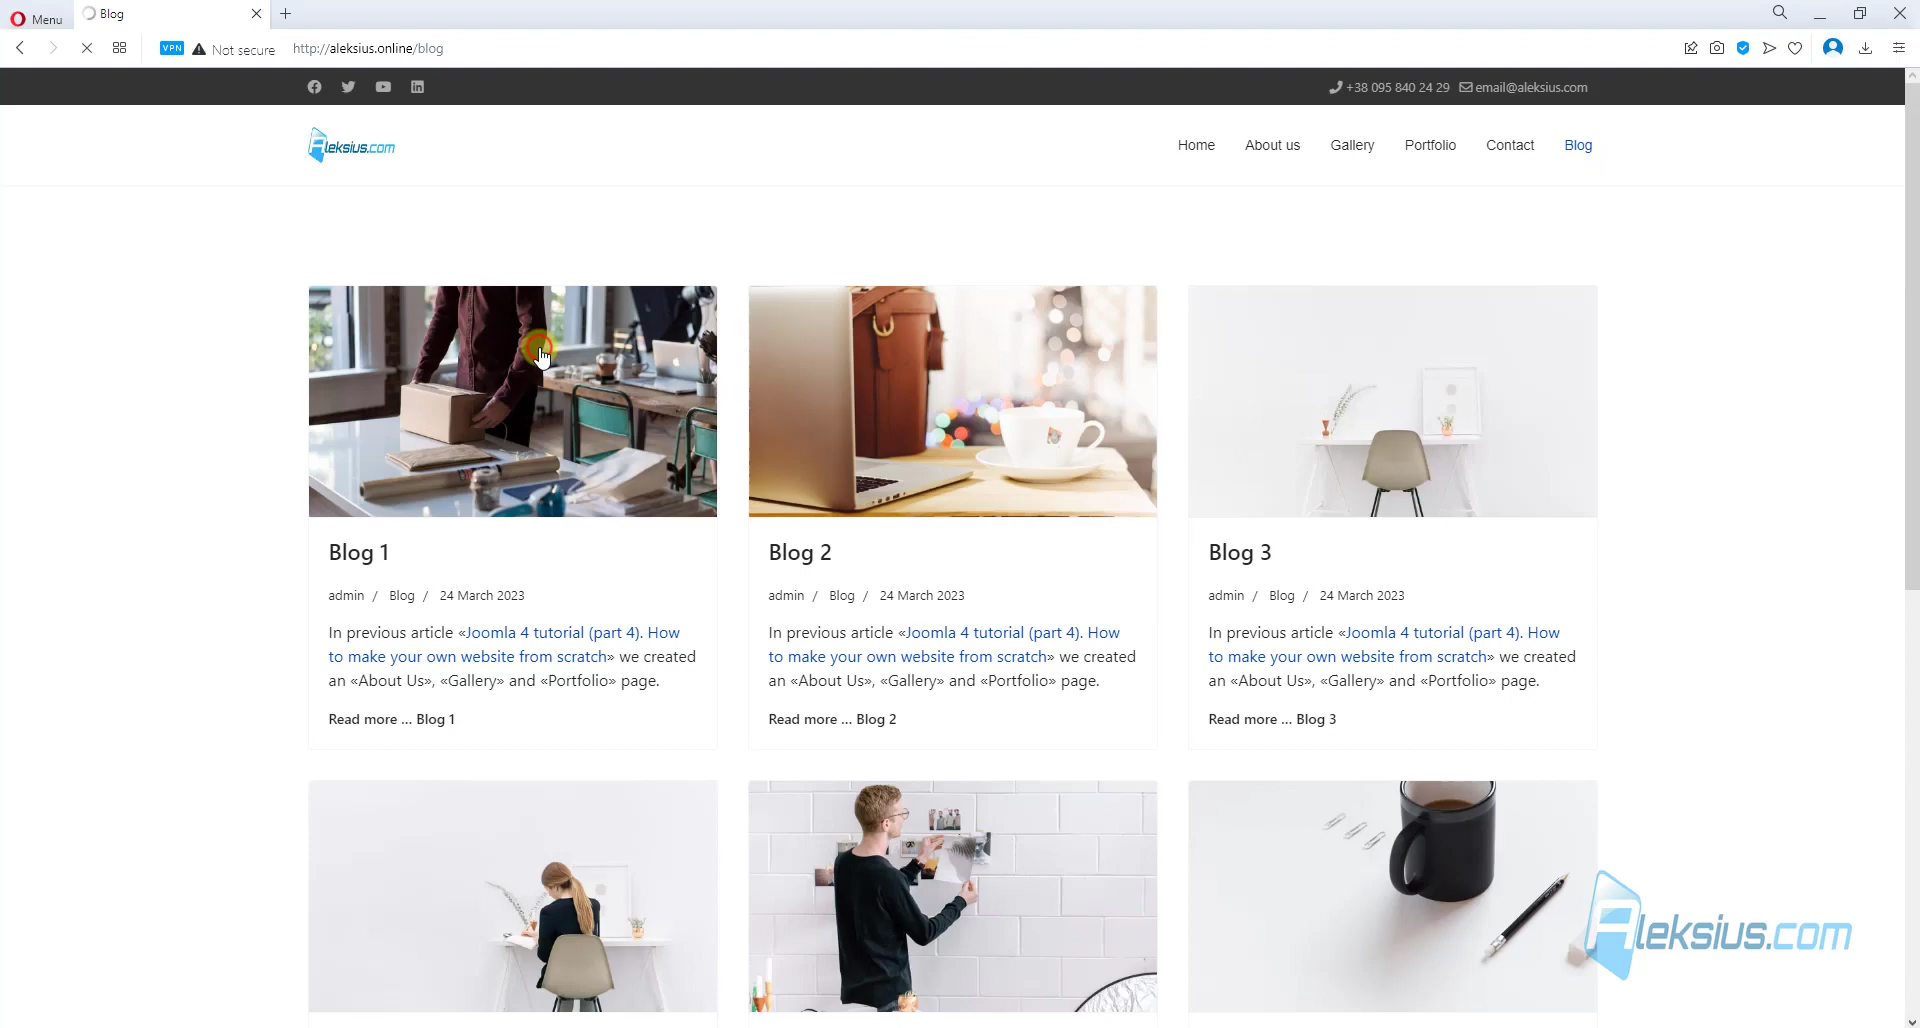 Menu
Blog
VPN
Not secure
http://aleksius.online/blog
+38 095 840 24 29
email@aleksius.com
Aleksius.com
Home
About us
Gallery
Portfolio
Contact
Blog
Blog 1
admin / Blog / 24 March 2023
In previous article «Joomla 4 tutorial (part 4). How
to make your own website from scratch» we created
an «About Us», «Gallery» and «Portfolio» page.
Read more ... Blog 1
Blog 2
admin / Blog / 24 March 2023
In previous article «Joomla 4 tutorial (part 4). How
to make your own website from scratch» we created
an «About Us», «Gallery» and «Portfolio» page.
Read more ... Blog 2
Blog 3
admin / Blog / 24 March 2023
In previous article «Joomla 4 tutorial (part 4). How
to make your own website from scratch» we created
an «About Us», «Gallery» and «Portfolio» page.
Read more ... Blog 3
Aleksius.com